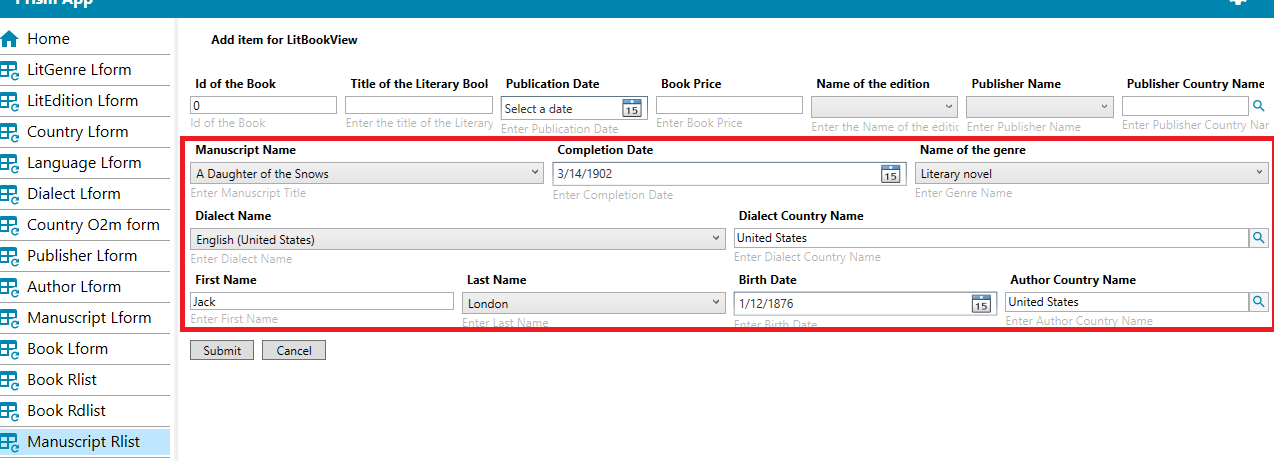 Prism App
Home
LitGenre Lform
LitEdition Lform
Country Lform
Language Lform
Dialect Lform
Country O2m form
Publisher Lform
Author Lform
Manuscript Lform
Book Lform
Book Rlist
Book Rdlist
Manuscript Rlist
Add item for LitBookView
Id of the Book Title of the Literary Bool Publication Date Book Price Name of the edition Publisher Name Publisher Country Name
0 Select a date 15
Id of the Book Enter the title of the Literary Enter Publication Date Enter Book Price Enter the Name of the editic Enter Publisher Name Enter Publisher Country Nar
Manuscript Name Completion Date Name of the genre
A Daughter of the Snows 3/14/1902 15 Literary novel
Enter Manuscript Title Enter Completion Date Enter Genre Name
Dialect Name Dialect Country Name
English (United States) United States
Enter Dialect Name Enter Dialect Country Name
First Name Last Name Birth Date Author Country Name
Jack London 1/12/1876 15 United States
Enter First Name Enter Last Name Enter Birth Date Enter Author Country Name
Submit Cancel